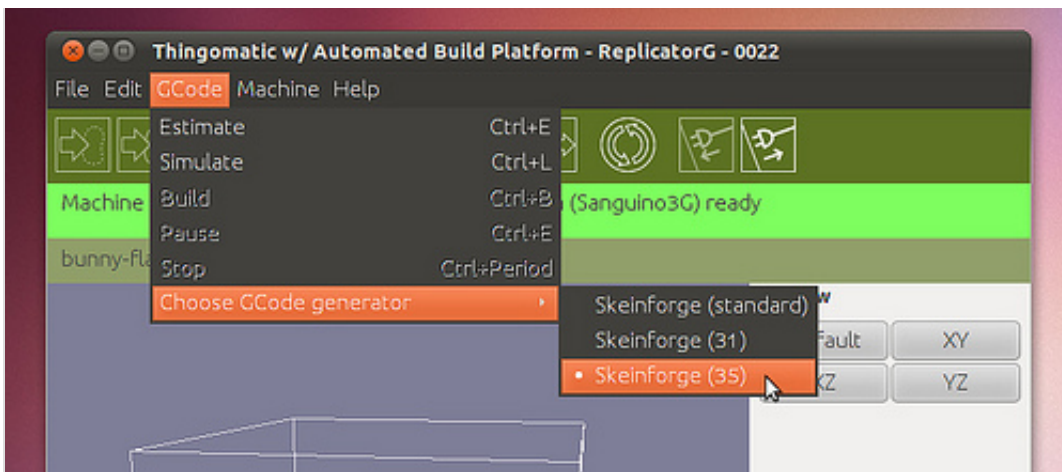 Thingomatic w/ Automated Build Platform - ReplicatorG - 0022
File Edit GCode Machine Help
Estimate Ctrl+E
Simulate Ctrl+L
Machine Build Ctrl+B (Sanguino3G) ready
Pause Ctrl+E
bunny-fla
Stop Ctrl+Period
Choose GCode generator
Skeinforge (standard)
Skeinforge (31)
fault XY
Skeinforge (35)
XZ YZ